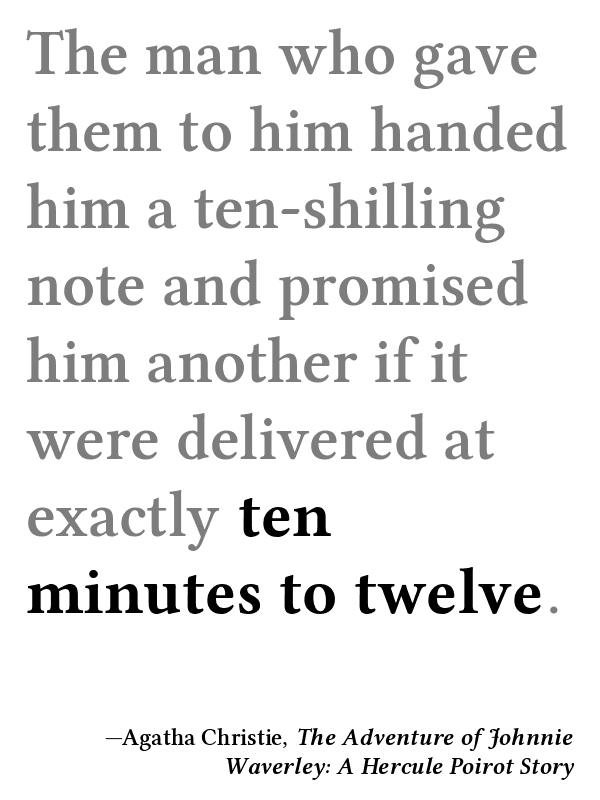 The man who gave
them to him handed
him a ten-shilling
note and promised
him another if it
were delivered at
exactly ten
minutes to twelve.
—Agatha Christie, The Adventure of Johnnie
Waverley: A Hercule Poirot Story